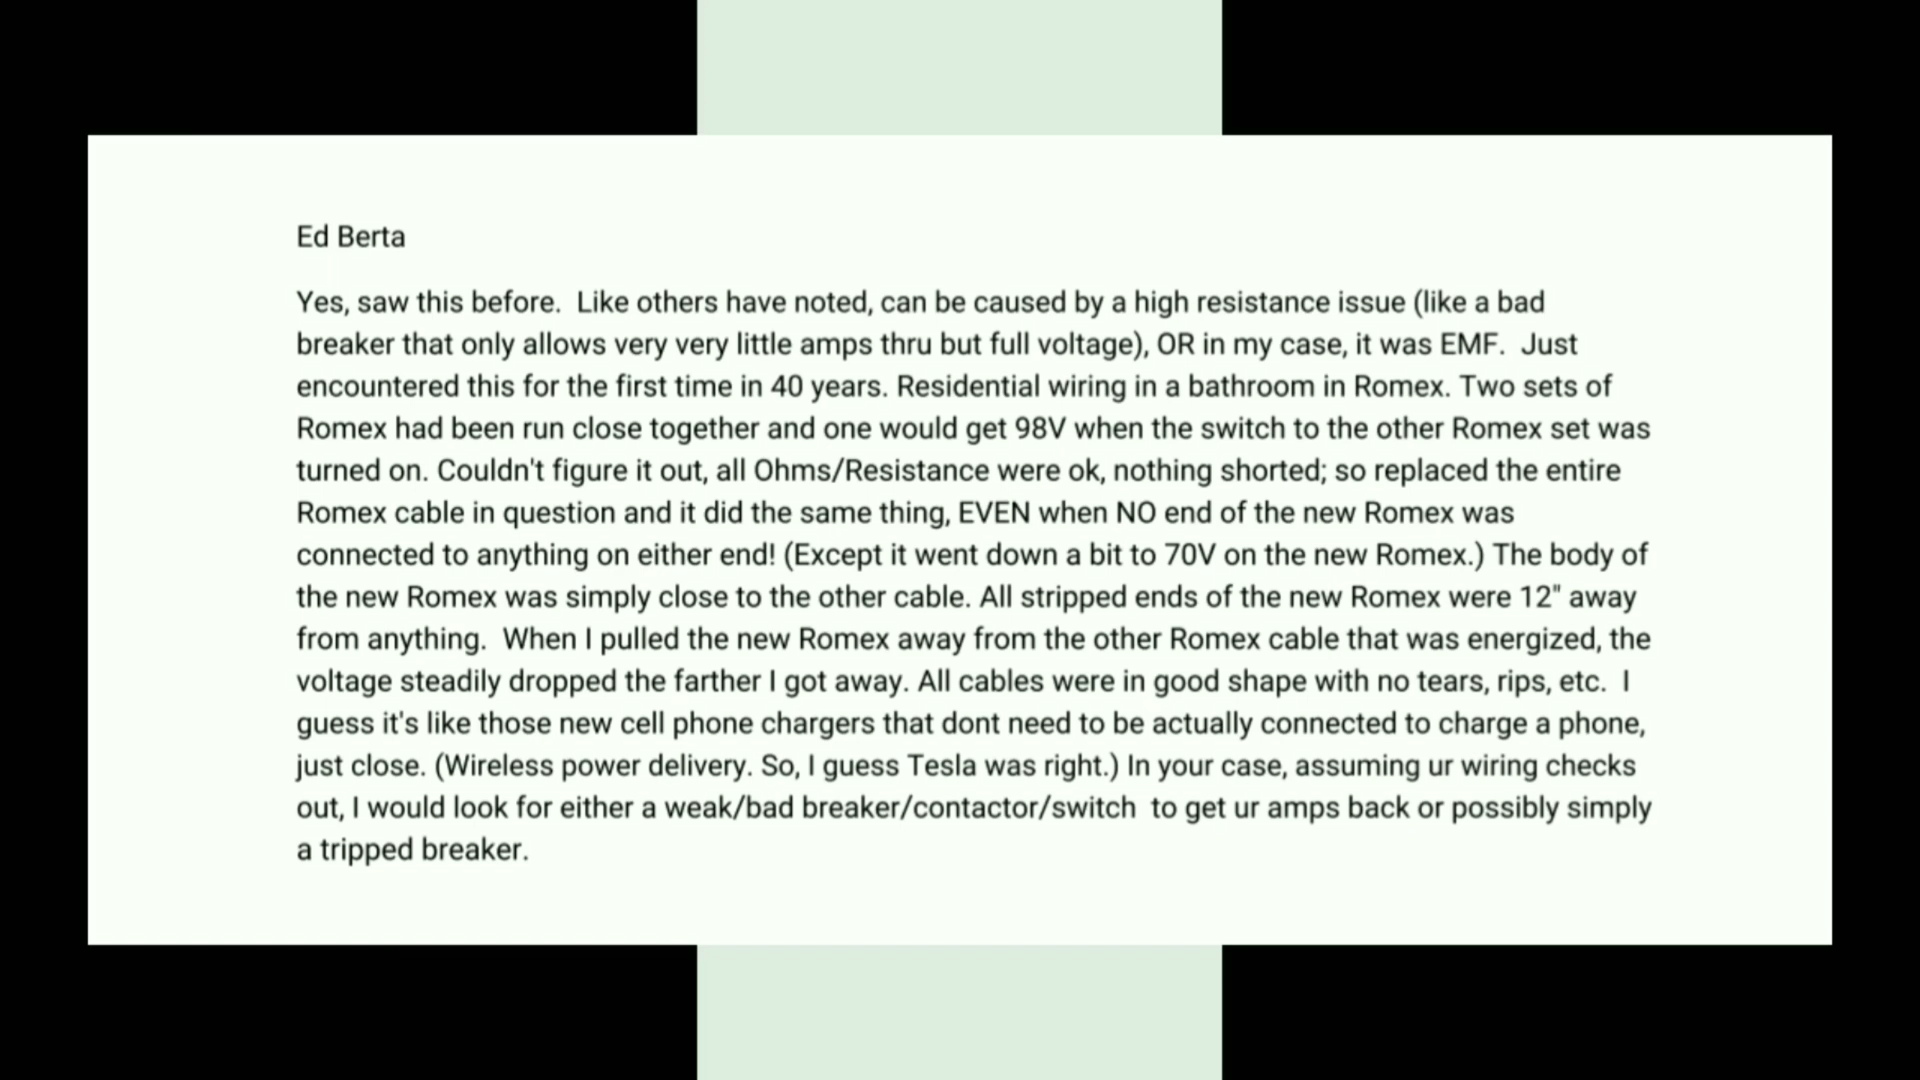 Ed Berta
Yes, saw this before.  Like others have noted, can be caused by a high resistance issue (like a bad
breaker that only allows very very little amps thru but full voltage), OR in my case, it was EMF.  Just
encountered this for the first time in 40 years. Residential wiring in a bathroom in Romex. Two sets of
Romex had been run close together and one would get 98V when the switch to the other Romex set was
turned on. Couldn't figure it out, all Ohms/Resistance were ok, nothing shorted; so replaced the entire
Romex cable in question and it did the same thing, EVEN when NO end of the new Romex was
connected to anything on either end! (Except it went down a bit to 70V on the new Romex.) The body of
the new Romex was simply close to the other cable. All stripped ends of the new Romex were 12" away
from anything.  When I pulled the new Romex away from the other Romex cable that was energized, the
voltage steadily dropped the farther I got away. All cables were in good shape with no tears, rips, etc.  I
guess it's like those new cell phone chargers that dont need to be actually connected to charge a phone,
just close. (Wireless power delivery. So, I guess Tesla was right.) In your case, assuming ur wiring checks
out, I would look for either a weak/bad breaker/contactor/switch  to get ur amps back or possibly simply
a tripped breaker.